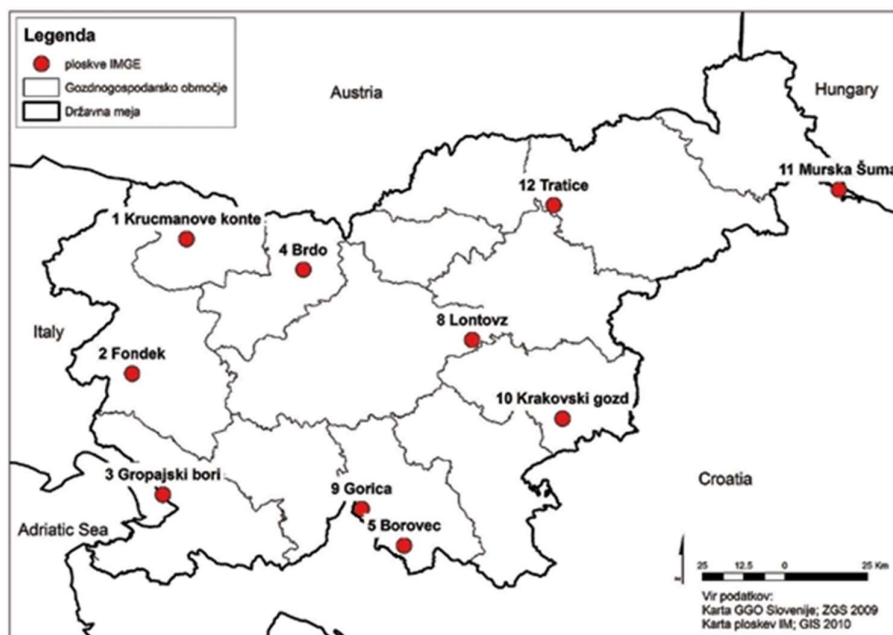 Legenda
ploskve IMGE
Gozdnogospodarsko območje
Državna meja
Austria
Hungary
11 Murska Šuma
12 Tratice
1 Krucmanove konte
4 Brdo
Italy
8 Lontovž
2 Fondek
10 Krakovski gozd
3 Gropajski bori
9 Gorica
Croatia
Adriatic Sea
5 Borovec
25 12.5 0 25 Km
Vir podatkov:
Karta GGO Slovenije; ZGS 2009
Karta ploskev IM; GIS 2010